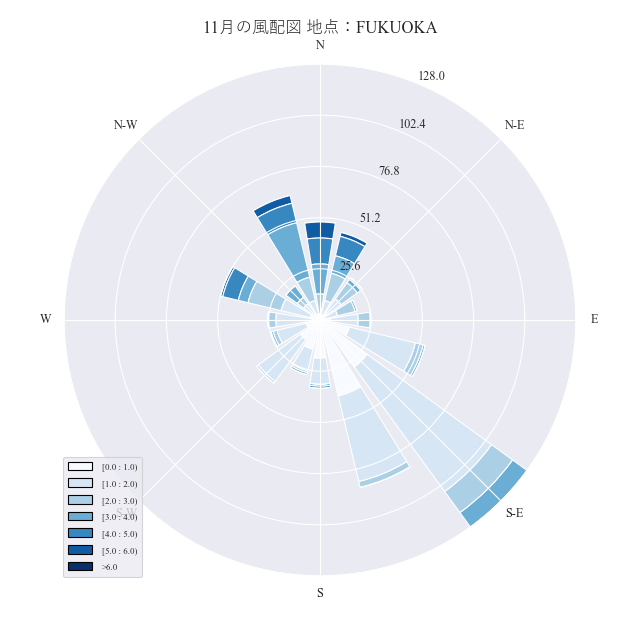 11月の風配図 地点：FUKUOKA
N
128.0
N-W
102.4
N-E
76.8
51.2
25.6
W
E
[0.0 : 1.0)
[1.0 : 2.0)
[2.0 : 3.0)
S-W
[3.0 : 4.0)
S-E
[4.0 : 5.0)
[5.0 : 6.0)
>6.0
S